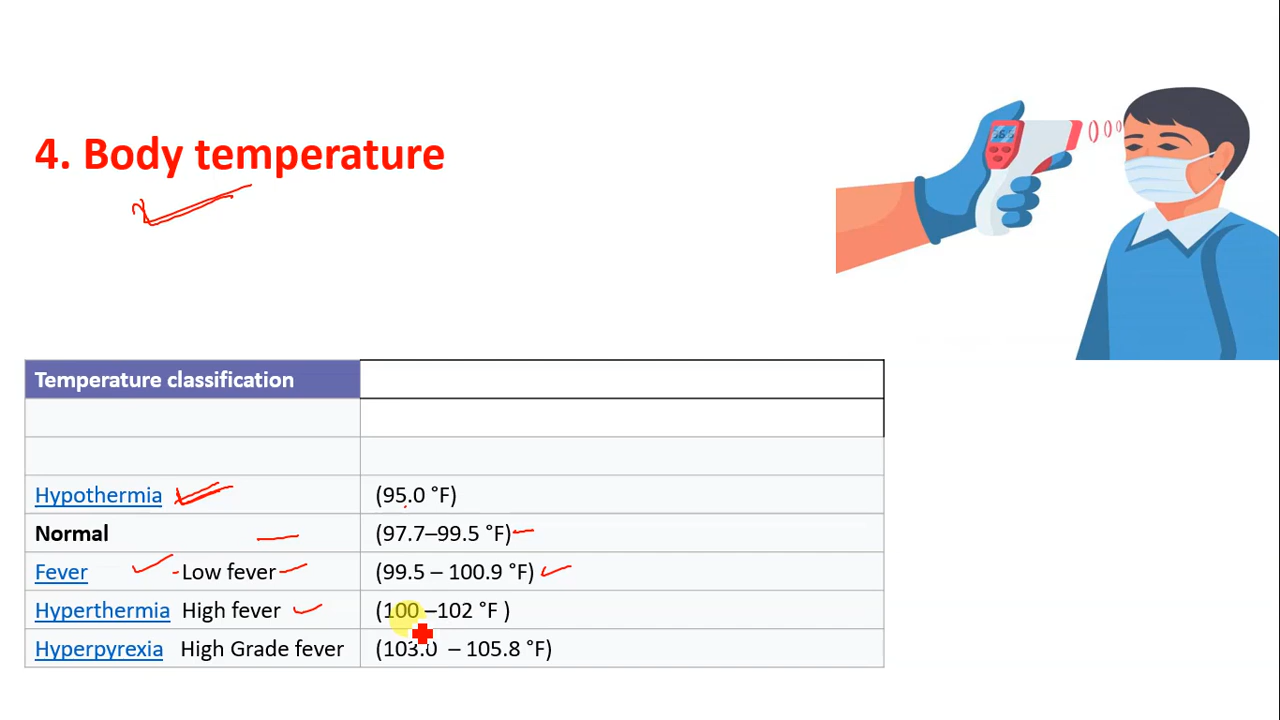 4. Body temperature
Temperature classification
Hypothermia (95.0 °F)
Normal (97.7–99.5 °F)
Fever -Low fever (99.5 – 100.9 °F)
Hyperthermia High fever (100 –102 °F )
Hyperpyrexia High Grade fever (103.0 – 105.8 °F)